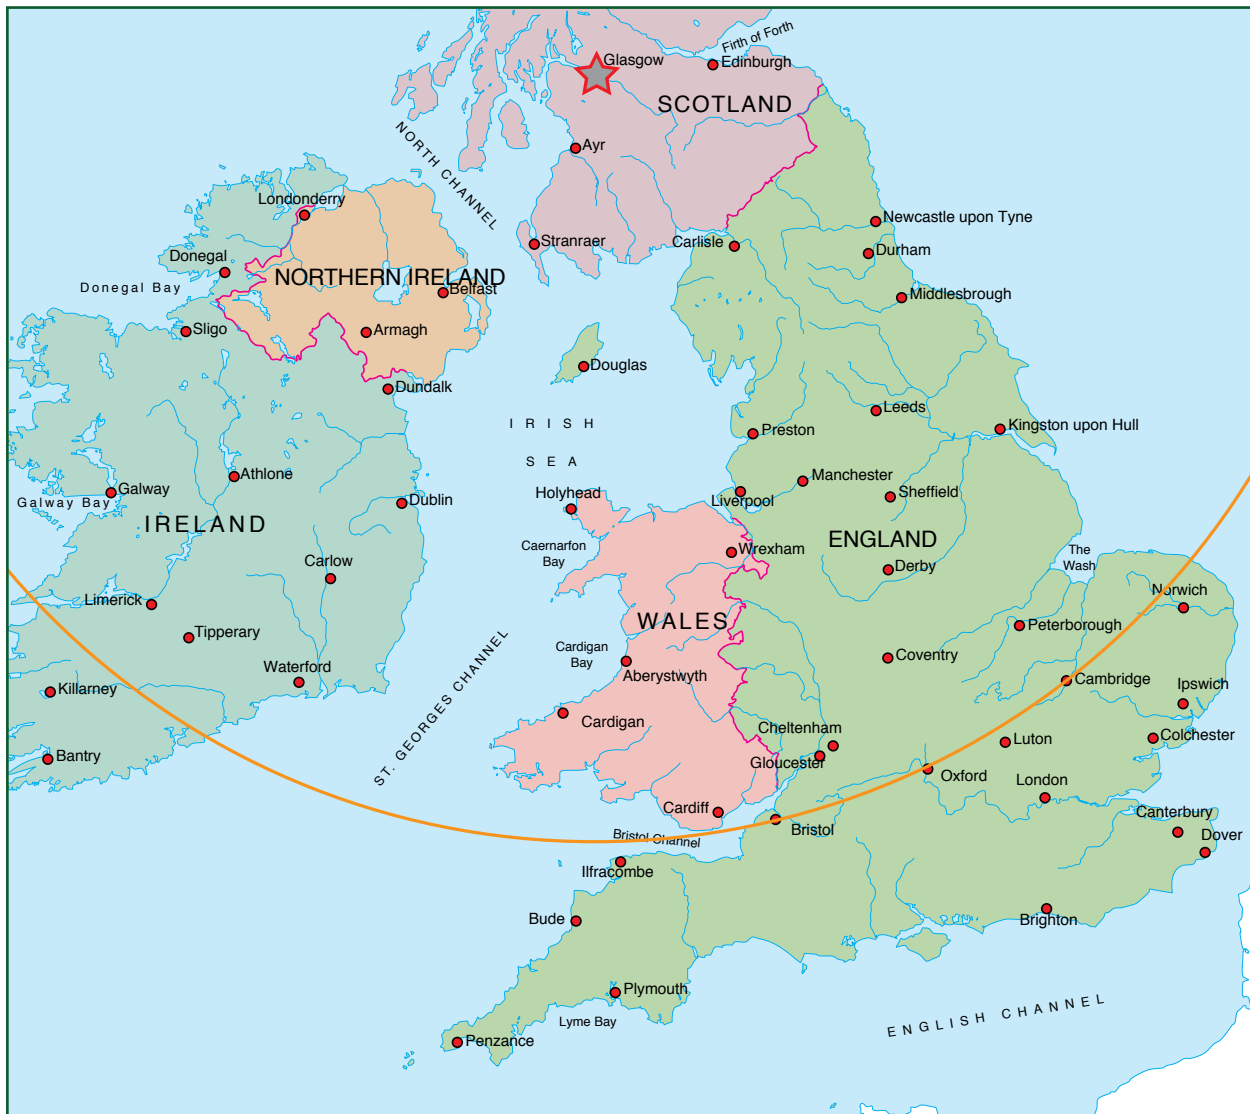 Firth of Forth
Glasgow
Edinburgh
SCOTLAND
NORTH CHANNEL
Ayr
Londonderry
Newcastle upon Tyne
Stranraer
Carlisle
Durham
Donegal
NORTHERN IRELAND
Donegal Bay
Belfast
Middlesbrough
Sligo
Armagh
Douglas
Dundalk
Leeds
IRISH
SEA
Preston
Kingston upon Hull
Athlone
Manchester
Galway
Galway Bay
Holyhead
Liverpool
Sheffield
Dublin
IRELAND
ENGLAND
Caernarfon
Bay
Wrexham
The
Wash
Carlow
Derby
Limerick
Norwich
Tipperary
WALES
Peterborough
ST. GEORGES CHANNEL
Cardigan
Bay
Coventry
Waterford
Aberystwyth
Killarney
Cambridge
Ipswich
Cardigan
Cheltenham
Luton
Colchester
Bantry
Gloucester
Oxford
London
Cardiff
Canterbury
Bristol
Dover
Bristol Channel
Ilfracombe
Bude
Brighton
Plymouth
ENGLISH CHANNEL
Lyme Bay
Penzance